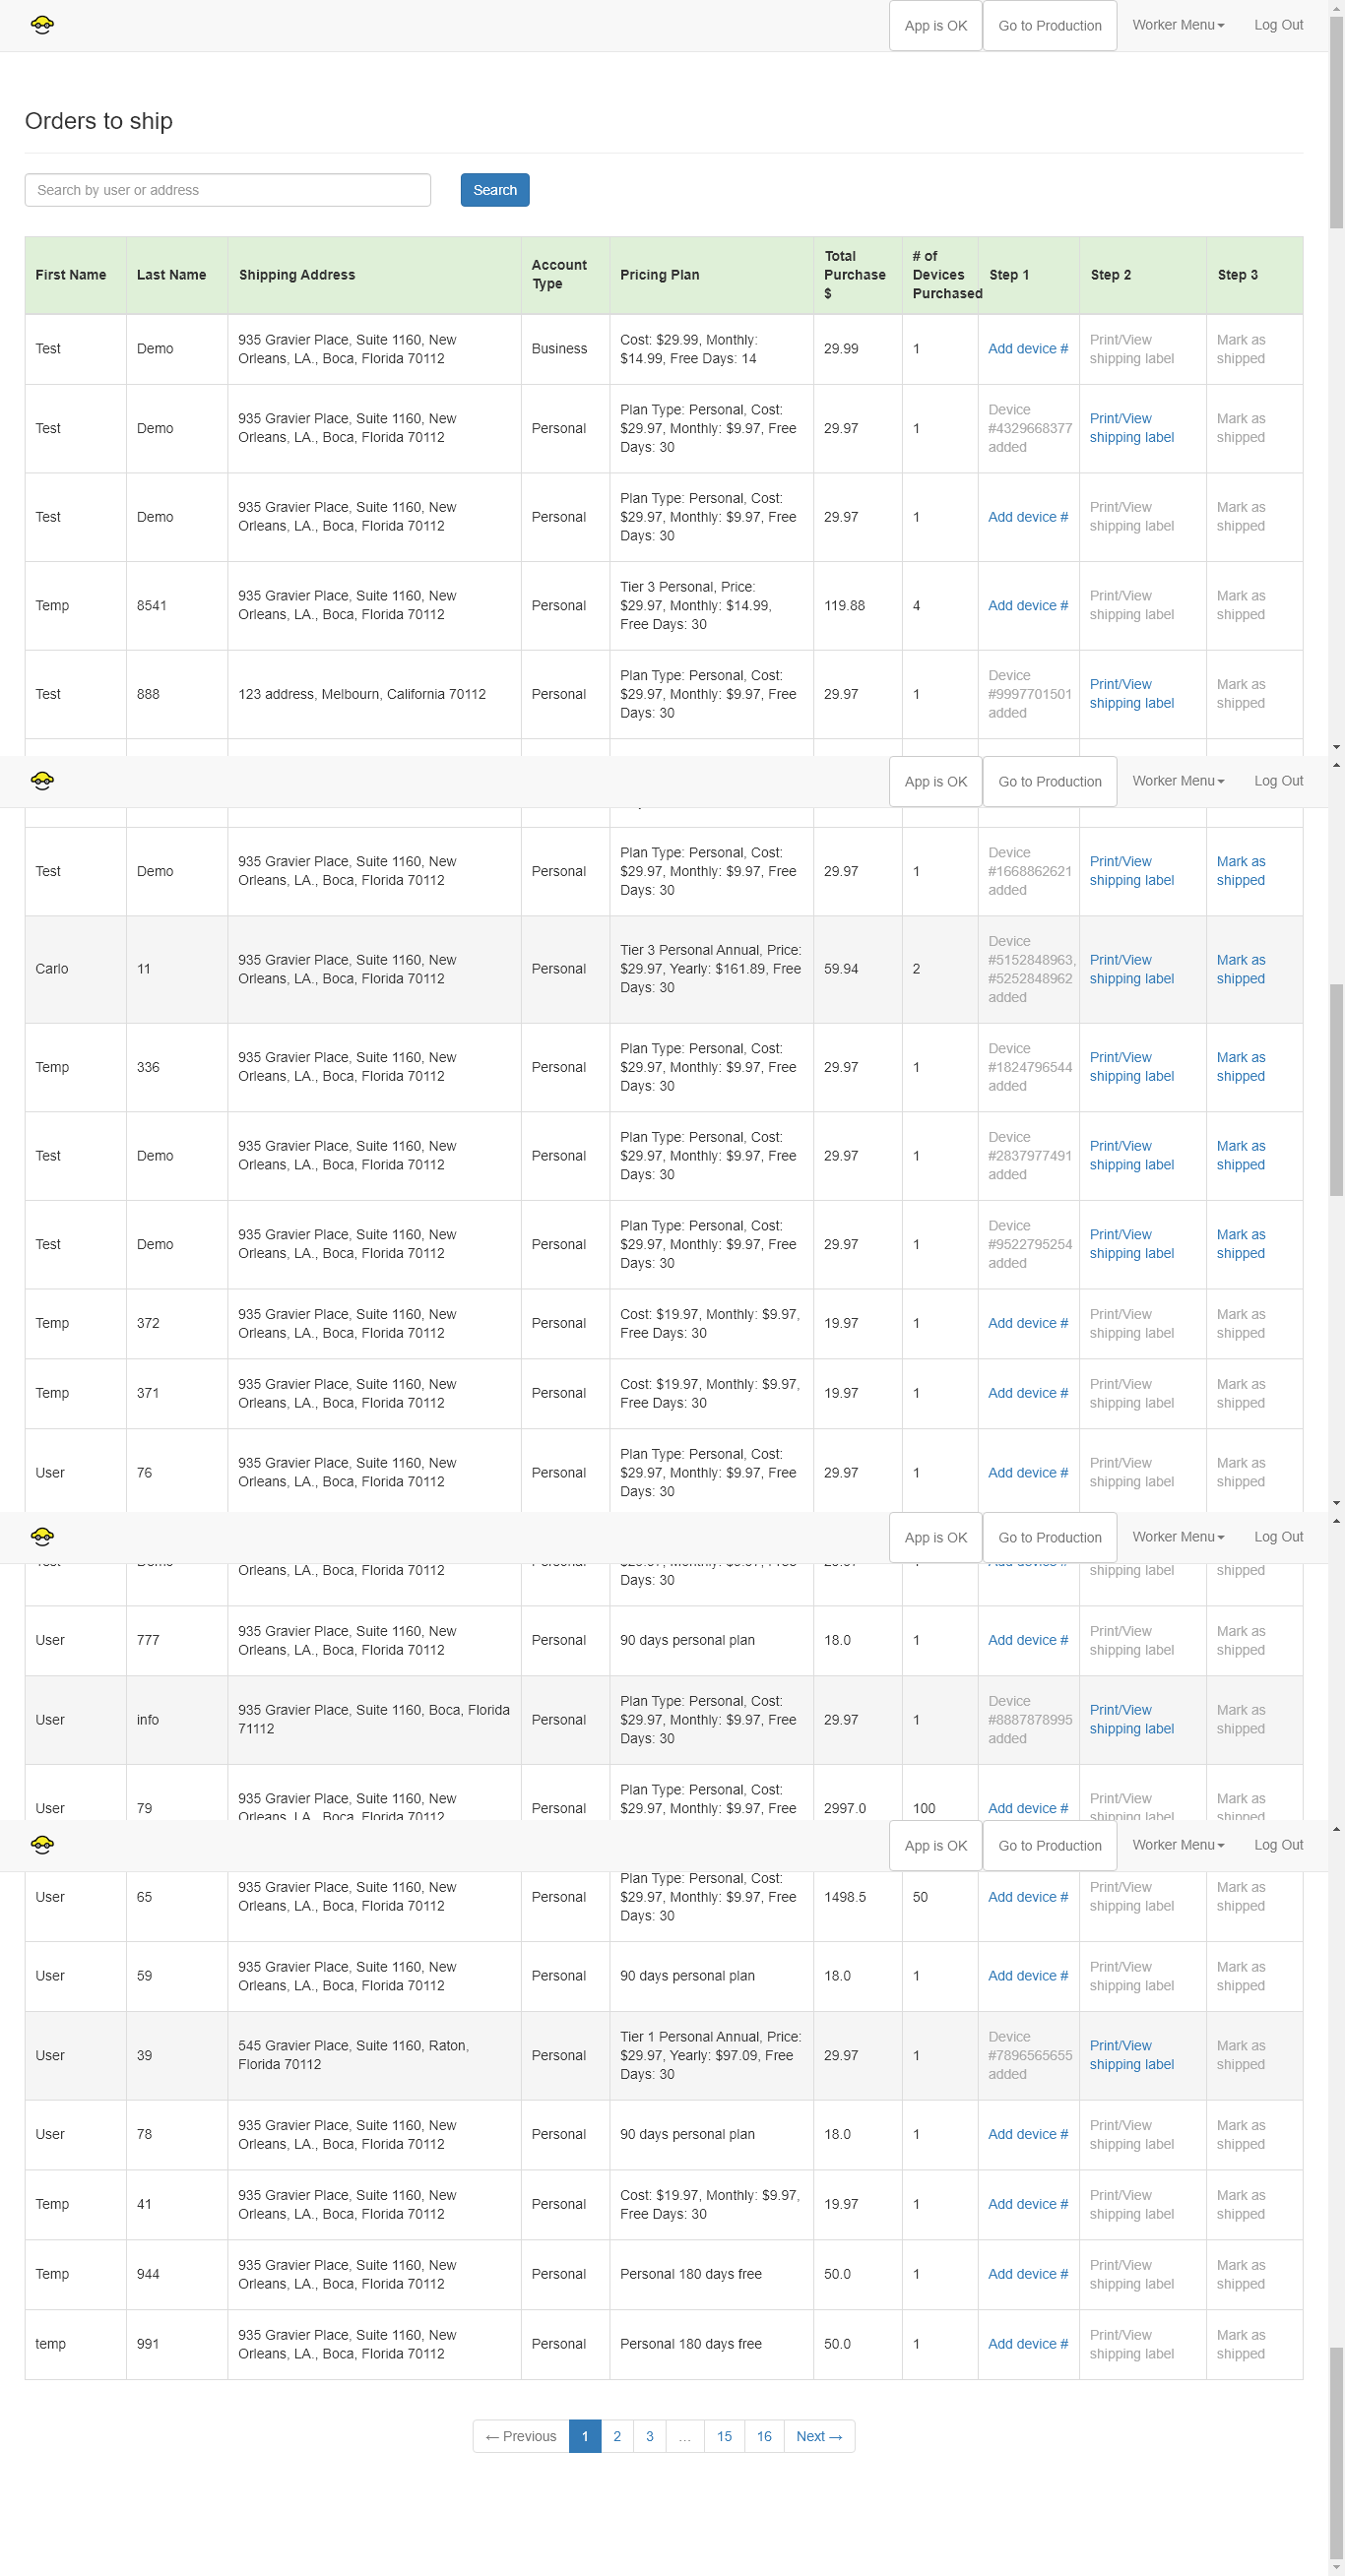 App is OK Go to Production Worker Menu Log Out
Orders to ship
Search by user or address Search
First Name Last Name Shipping Address Account Type Pricing Plan Total Purchase $ # of Devices Purchased Step 1 Step 2 Step 3
Test Demo 935 Gravier Place, Suite 1160, New Orleans, LA., Boca, Florida 70112 Business Cost: $29.99, Monthly: $14.99, Free Days: 14 29.99 1 Add device # Print/View shipping label Mark as shipped
Test Demo 935 Gravier Place, Suite 1160, New Orleans, LA., Boca, Florida 70112 Personal Plan Type: Personal, Cost: $29.97, Monthly: $9.97, Free Days: 30 29.97 1 Device #4329668377 added Print/View shipping label Mark as shipped
Test Demo 935 Gravier Place, Suite 1160, New Orleans, LA., Boca, Florida 70112 Personal Plan Type: Personal, Cost: $29.97, Monthly: $9.97, Free Days: 30 29.97 1 Add device # Print/View shipping label Mark as shipped
Temp 8541 935 Gravier Place, Suite 1160, New Orleans, LA., Boca, Florida 70112 Personal Tier 3 Personal, Price: $29.97, Monthly: $14.99, Free Days: 30 119.88 4 Add device # Print/View shipping label Mark as shipped
Test 888 123 address, Melbourn, California 70112 Personal Plan Type: Personal, Cost: $29.97, Monthly: $9.97, Free Days: 30 29.97 1 Device #9997701501 added Print/View shipping label Mark as shipped
App is OK Go to Production Worker Menu Log Out
Test Demo 935 Gravier Place, Suite 1160, New Orleans, LA., Boca, Florida 70112 Personal Plan Type: Personal, Cost: $29.97, Monthly: $9.97, Free Days: 30 29.97 1 Device #1668862621 added Print/View shipping label Mark as shipped
Carlo 11 935 Gravier Place, Suite 1160, New Orleans, LA., Boca, Florida 70112 Personal Tier 3 Personal Annual, Price: $29.97, Yearly: $161.89, Free Days: 30 59.94 2 Device #5152848963, #5252848962 added Print/View shipping label Mark as shipped
Temp 336 935 Gravier Place, Suite 1160, New Orleans, LA., Boca, Florida 70112 Personal Plan Type: Personal, Cost: $29.97, Monthly: $9.97, Free Days: 30 29.97 1 Device #1824796544 added Print/View shipping label Mark as shipped
Test Demo 935 Gravier Place, Suite 1160, New Orleans, LA., Boca, Florida 70112 Personal Plan Type: Personal, Cost: $29.97, Monthly: $9.97, Free Days: 30 29.97 1 Device #2837977491 added Print/View shipping label Mark as shipped
Test Demo 935 Gravier Place, Suite 1160, New Orleans, LA., Boca, Florida 70112 Personal Plan Type: Personal, Cost: $29.97, Monthly: $9.97, Free Days: 30 29.97 1 Device #9522795254 added Print/View shipping label Mark as shipped
Temp 372 935 Gravier Place, Suite 1160, New Orleans, LA., Boca, Florida 70112 Personal Cost: $19.97, Monthly: $9.97, Free Days: 30 19.97 1 Add device # Print/View shipping label Mark as shipped
Temp 371 935 Gravier Place, Suite 1160, New Orleans, LA., Boca, Florida 70112 Personal Cost: $19.97, Monthly: $9.97, Free Days: 30 19.97 1 Add device # Print/View shipping label Mark as shipped
User 76 935 Gravier Place, Suite 1160, New Orleans, LA., Boca, Florida 70112 Personal Plan Type: Personal, Cost: $29.97, Monthly: $9.97, Free Days: 30 29.97 1 Add device # Print/View shipping label Mark as shipped
App is OK Go to Production Worker Menu Log Out
Orleans, LA., Boca, Florida 70112 Days: 30 shipping label shipped
User 777 935 Gravier Place, Suite 1160, New Orleans, LA., Boca, Florida 70112 Personal 90 days personal plan 18.0 1 Add device # Print/View shipping label Mark as shipped
User info 935 Gravier Place, Suite 1160, Boca, Florida 71112 Personal Plan Type: Personal, Cost: $29.97, Monthly: $9.97, Free Days: 30 29.97 1 Device #8887878995 added Print/View shipping label Mark as shipped
User 79 935 Gravier Place, Suite 1160, New Orleans, LA., Boca, Florida 70112 Personal Plan Type: Personal, Cost: $29.97, Monthly: $9.97, Free 2997.0 100 Add device # Print/View shipping label Mark as shipped
App is OK Go to Production Worker Menu Log Out
User 65 935 Gravier Place, Suite 1160, New Orleans, LA., Boca, Florida 70112 Personal Plan Type: Personal, Cost: $29.97, Monthly: $9.97, Free Days: 30 1498.5 50 Add device # Print/View shipping label Mark as shipped
User 59 935 Gravier Place, Suite 1160, New Orleans, LA., Boca, Florida 70112 Personal 90 days personal plan 18.0 1 Add device # Print/View shipping label Mark as shipped
User 39 545 Gravier Place, Suite 1160, Raton, Florida 70112 Personal Tier 1 Personal Annual, Price: $29.97, Yearly: $97.09, Free Days: 30 29.97 1 Device #7896565655 added Print/View shipping label Mark as shipped
User 78 935 Gravier Place, Suite 1160, New Orleans, LA., Boca, Florida 70112 Personal 90 days personal plan 18.0 1 Add device # Print/View shipping label Mark as shipped
Temp 41 935 Gravier Place, Suite 1160, New Orleans, LA., Boca, Florida 70112 Personal Cost: $19.97, Monthly: $9.97, Free Days: 30 19.97 1 Add device # Print/View shipping label Mark as shipped
Temp 944 935 Gravier Place, Suite 1160, New Orleans, LA., Boca, Florida 70112 Personal Personal 180 days free 50.0 1 Add device # Print/View shipping label Mark as shipped
temp 991 935 Gravier Place, Suite 1160, New Orleans, LA., Boca, Florida 70112 Personal Personal 180 days free 50.0 1 Add device # Print/View shipping label Mark as shipped
← Previous 1 2 3 … 15 16 Next →